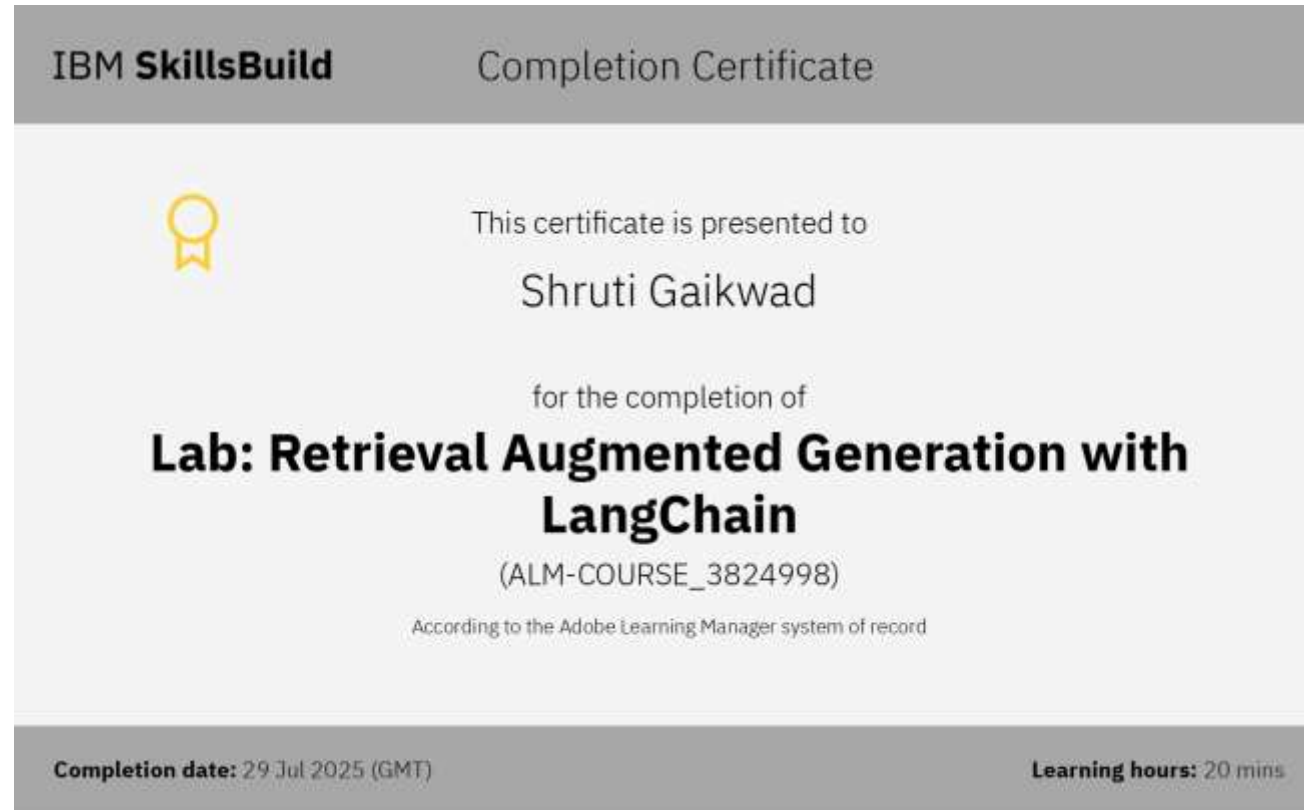 IBM SkillsBuild
Completion Certificate
This certificate is presented to
Shruti Gaikwad
for the completion of
Lab: Retrieval Augmented Generation with
LangChain
(ALM-COURSE_3824998)
According to the Adobe Learning Manager system of record
Completion date: 29 Jul 2025 (GMT)
Learning hours: 20 mins